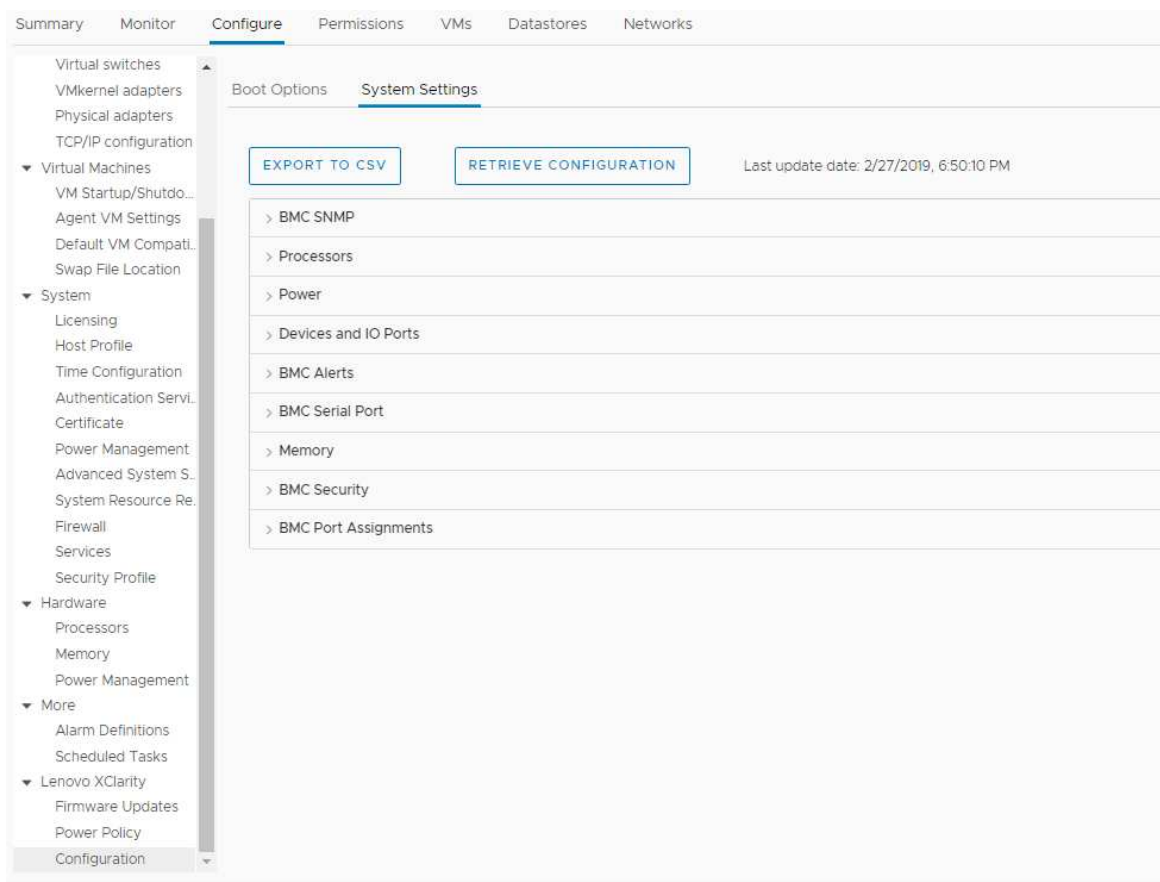 Summary Monitor Configure Permissions VMs Datastores Networks
Virtual switches
VMkernel adapters
Physical adapters
TCP/IP configuration
Virtual Machines
VM Startup/Shutdo...
Agent VM Settings
Default VM Compati..
Swap File Location
System
Licensing
Host Profile
Time Configuration
Authentication Servi..
Certificate
Power Management
Advanced System S..
System Resource Re.
Firewall
Services
Security Profile
Hardware
Processors
Memory
Power Management
More
Alarm Definitions
Scheduled Tasks
Lenovo XClarity
Firmware Updates
Power Policy
Configuration
Boot Options System Settings
EXPORT TO CSV RETRIEVE CONFIGURATION Last update date: 2/27/2019, 6:50:10 PM
BMC SNMP
Processors
Power
Devices and IO Ports
BMC Alerts
BMC Serial Port
Memory
BMC Security
BMC Port Assignments